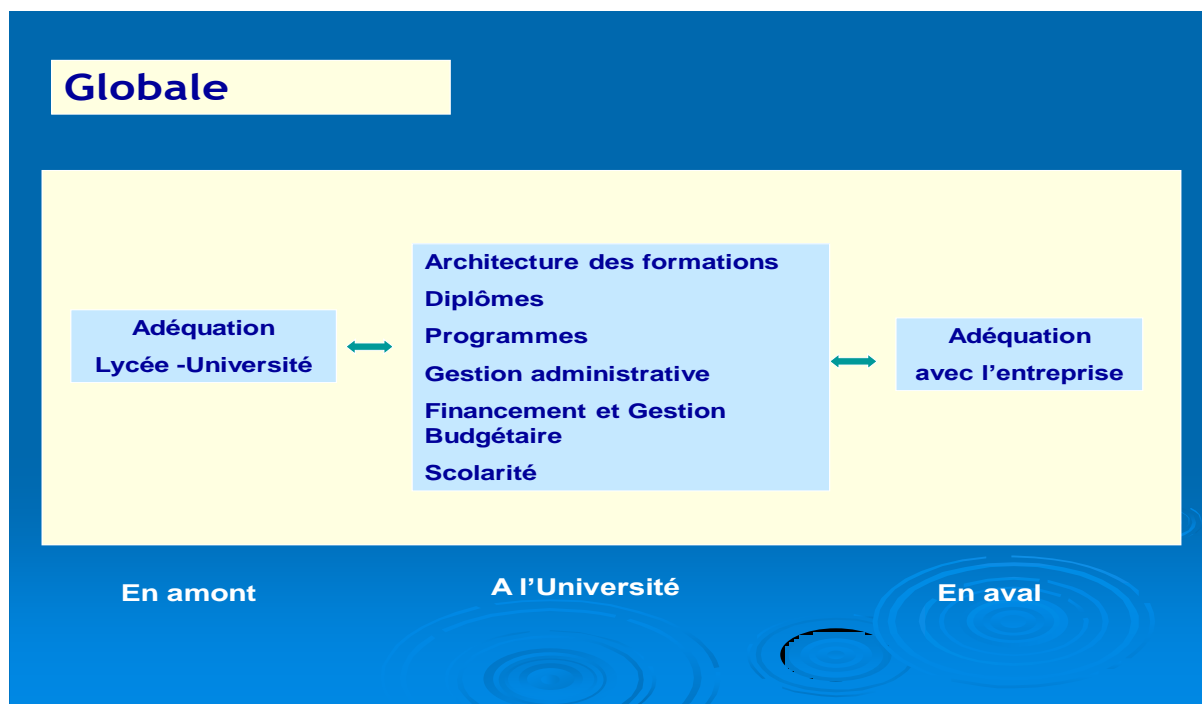 Globale
Adéquation
Lycée -Université
Architecture des formations
Diplômes
Programmes
Gestion administrative
Financement et Gestion
Budgétaire
Scolarité
Adéquation
avec l’entreprise
En amont
A l’Université
En aval